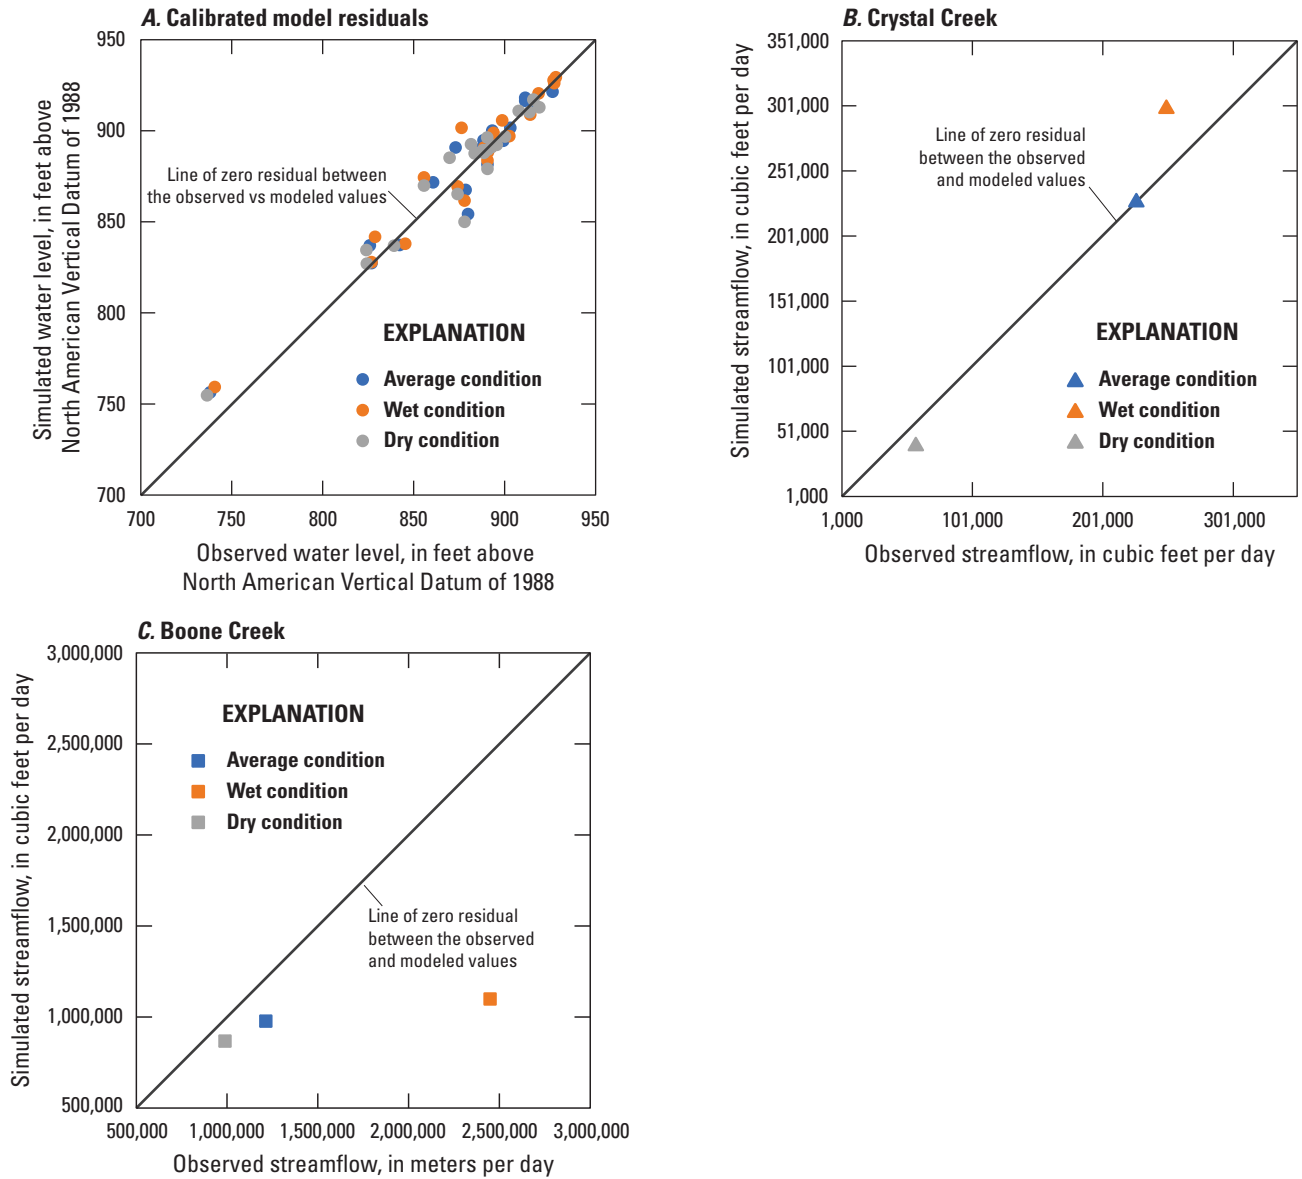 A. Calibrated model residuals
950
900
850
800
750
700
700 750 800 850 900 950
Simulated water level, in feet above
North American Vertical Datum of 1988
Line of zero residual between
the observed vs modeled values
EXPLANATION
Average condition
Wet condition
Dry condition
Observed water level, in feet above
North American Vertical Datum of 1988
B. Crystal Creek
351,000
301,000
251,000
201,000
151,000
101,000
51,000
1,000
1,000 101,000 201,000 301,000
Simulated streamflow, in cubic feet per day
Line of zero residual
between the observed
and modeled values
EXPLANATION
Average condition
Wet condition
Dry condition
Observed streamflow, in cubic feet per day
C. Boone Creek
3,000,000
2,500,000
2,000,000
1,500,000
1,000,000
500,000
500,000 1,000,000 1,500,000 2,000,000 2,500,000 3,000,000
Simulated streamflow, in cubic feet per day
EXPLANATION
Average condition
Wet condition
Dry condition
Line of zero residual
between the observed
and modeled values
Observed streamflow, in meters per day